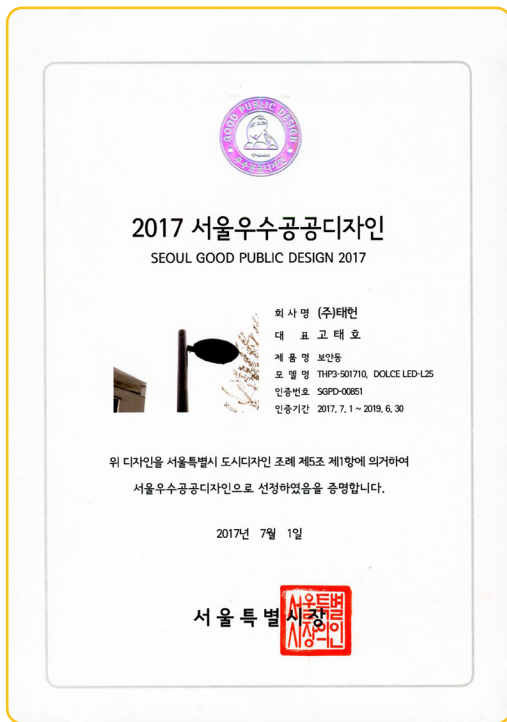 GOOD PUBLIC DESIGN
2017 서울우수공공디자인
SEOUL GOOD PUBLIC DESIGN 2017
회 사 명 (주)태헌
대 표 고 태 호
제 품 명 보안등
모 델 명 THP3-501710, DOLCE LED-L25
인증번호 SGPD-00851
인증기간 2017. 7. 1 ~ 2019. 6. 30
위 디자인을 서울특별시 도시디자인 조례 제5조 제1항에 의거하여
서울우수공공디자인으로 선정하였음을 증명합니다.
2017년 7월 1일
서 울 특 별 시 장
서울특별
시장의인